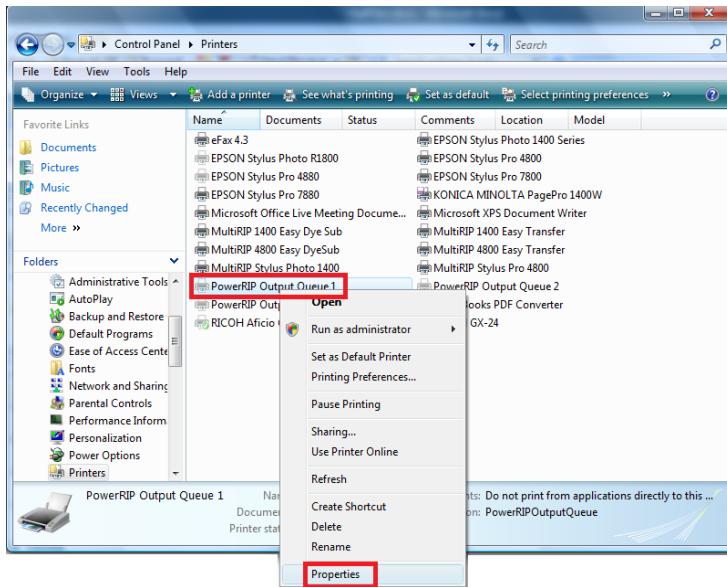 Control Panel ▸ Printers ▸
Search
File Edit View Tools Help
Organize Views Add a printer See what's printing Set as default Select printing preferences »
Favorite Links
Documents
Pictures
Music
Recently Changed
More »
Folders
Administrative Tools
AutoPlay
Backup and Restore
Default Programs
Ease of Access Cente
Fonts
Network and Sharing
Parental Controls
Performance Inform
Personalization
Power Options
Printers
Name Documents Status Comments Location Model
eFax 4.3 EPSON Stylus Photo 1400 Series
EPSON Stylus Photo R1800 EPSON Stylus Pro 4800
EPSON Stylus Pro 4880 EPSON Stylus Pro 7800
EPSON Stylus Pro 7880 KONICA MINOLTA PagePro 1400W
Microsoft Office Live Meeting Docume... Microsoft XPS Document Writer
MultiRIP 1400 Easy Dye Sub MultiRIP 1400 Easy Transfer
MultiRIP 4800 Easy DyeSub MultiRIP 4800 Easy Transfer
MultiRIP Stylus Photo 1400 MultiRIP Stylus Pro 4800
PowerRIP Output Queue 1 PowerRIP Output Queue 2
PowerRIP Outp ooks PDF Converter
RICOH Aficio GX-24
Open
Run as administrator
Set as Default Printer
Printing Preferences...
Pause Printing
Sharing...
Use Printer Online
Refresh
Create Shortcut
Delete
Rename
Properties
PowerRIP Output Queue 1 Nar ts: Do not print from applications directly to this ...
Docume on: PowerRIPOutputQueue
Printer stat